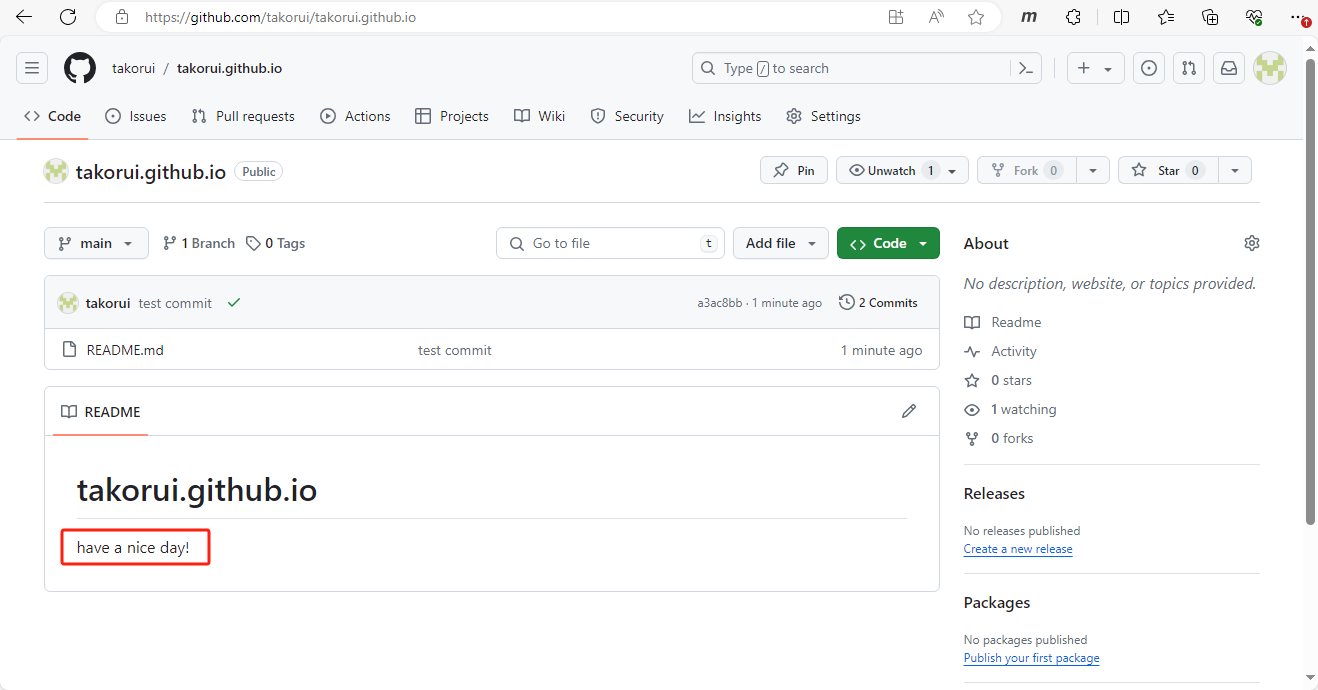 https://github.com/takorui/takorui.github.io
takorui / takorui.github.io
Type / to search
Code Issues Pull requests Actions Projects Wiki Security Insights Settings
takorui.github.io Public
Pin Unwatch 1 Fork 0 Star 0
main 1 Branch 0 Tags Go to file t Add file Code
takorui test commit a3ac8bb · 1 minute ago 2 Commits
README.md test commit 1 minute ago
README
takorui.github.io
have a nice day!
About
No description, website, or topics provided.
Readme
Activity
0 stars
1 watching
0 forks
Releases
No releases published
Create a new release
Packages
No packages published
Publish your first package